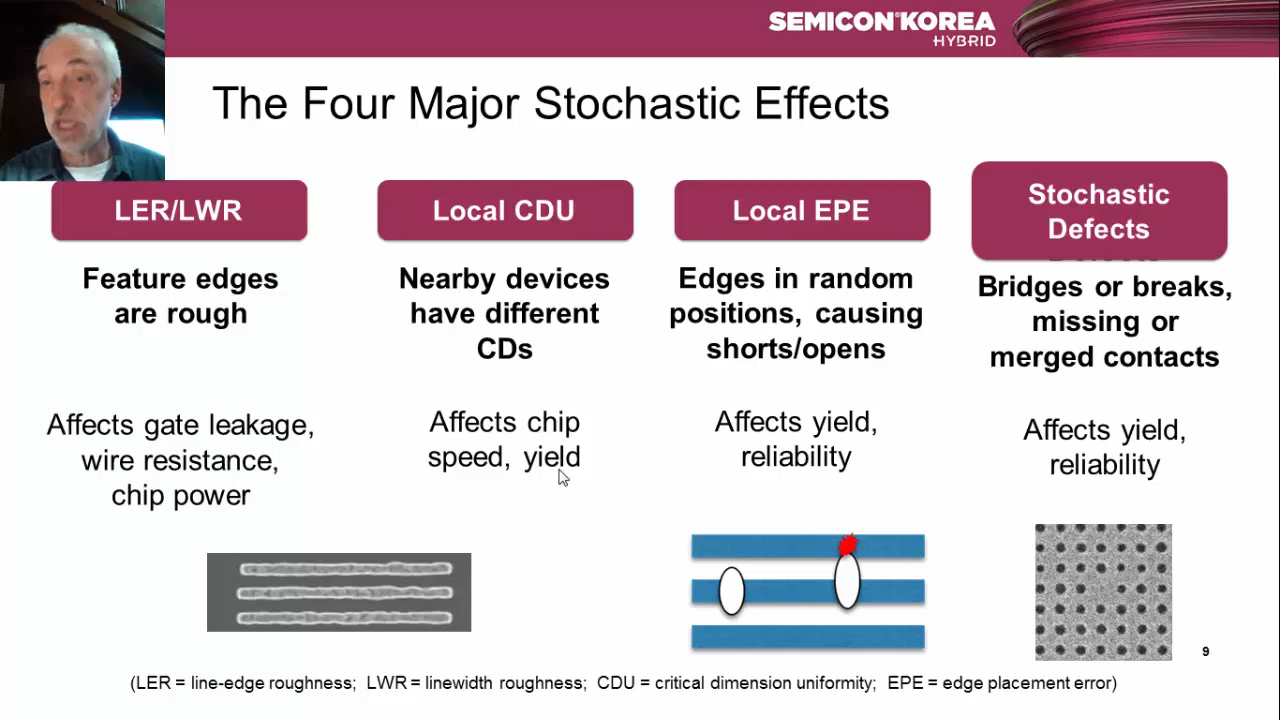 SEMICON KOREA
HYBRID
The Four Major Stochastic Effects
LER/LWR
Feature edges
are rough
Affects gate leakage,
wire resistance,
chip power
Local CDU
Nearby devices
have different
CDs
Affects chip
speed, yield
Local EPE
Edges in random
positions, causing
shorts/opens
Affects yield,
reliability
Stochastic
Defects
Bridges or breaks,
missing or
merged contacts
Affects yield,
reliability
9
(LER = line-edge roughness; LWR = linewidth roughness; CDU = critical dimension uniformity; EPE = edge placement error)